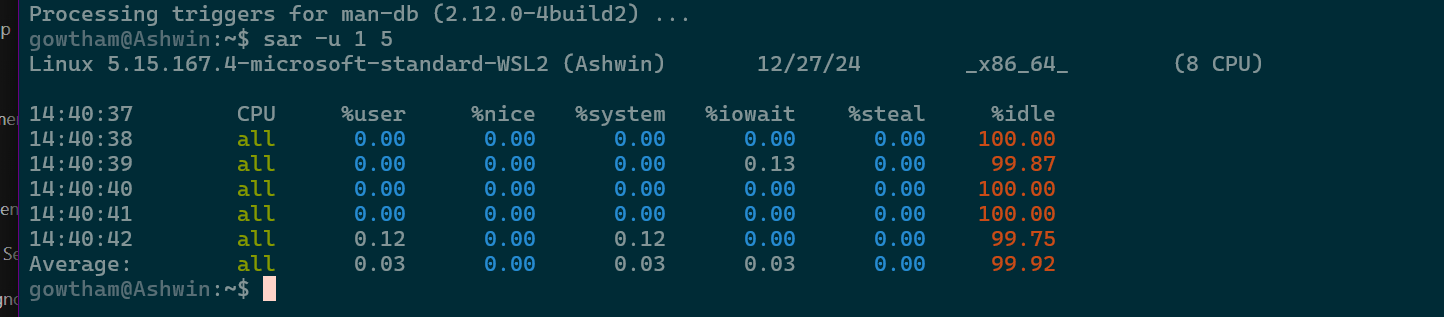 Processing triggers for man-db (2.12.0-4build2) ...
gowtham@Ashwin:~$ sar -u 1 5
Linux 5.15.167.4-microsoft-standard-WSL2 (Ashwin) 12/27/24 _x86_64_ (8 CPU)
14:40:37 CPU %user %nice %system %iowait %steal %idle
14:40:38 all 0.00 0.00 0.00 0.00 0.00 100.00
14:40:39 all 0.00 0.00 0.00 0.13 0.00 99.87
14:40:40 all 0.00 0.00 0.00 0.00 0.00 100.00
14:40:41 all 0.00 0.00 0.00 0.00 0.00 100.00
14:40:42 all 0.12 0.00 0.12 0.00 0.00 99.75
Average: all 0.03 0.00 0.03 0.03 0.00 99.92
gowtham@Ashwin:~$